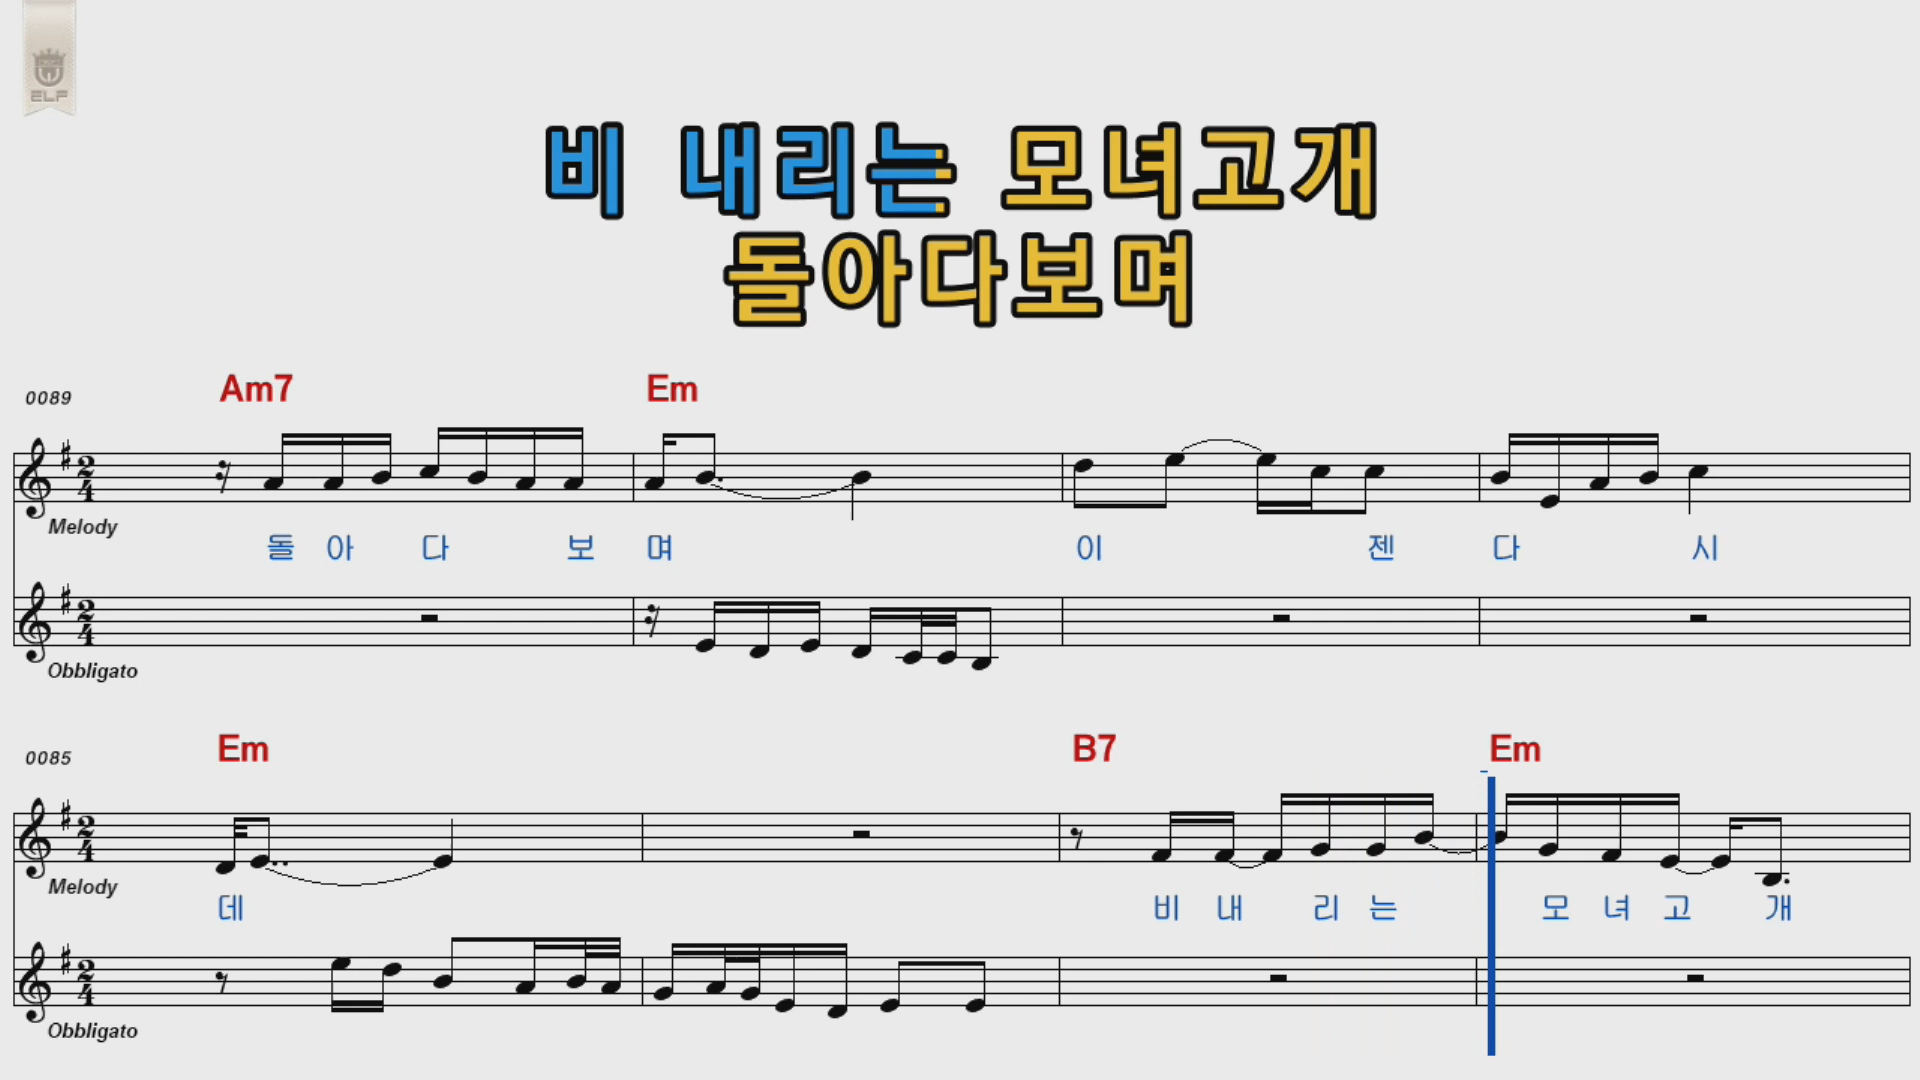 ELF
비 내리는 모녀고개
돌아다보며
0089 Am7 Em
2/4
Melody
돌 아 다 보 며 이 젠 다 시
2/4
Obbligato
0085 Em B7 Em
2/4
Melody
데 비 내 리 는 모 녀 고 개
2/4
Obbligato